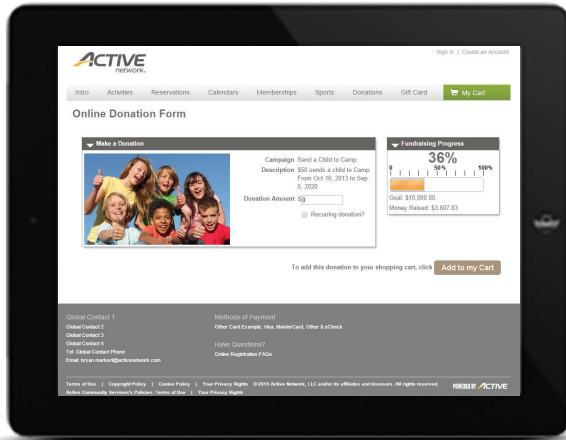 ACTIVE
network.
Sign In | Create an Account
Intro Activities Reservations Calendars Memberships Sports Donations Gift Card My Cart
Online Donation Form
Make a Donation
Campaign Send a Child to Camp
Description $50 sends a child to Camp
From Oct 16, 2013 to Sep
5, 2020
Donation Amount $0
Recurring donation?
Fundraising Progress
36%
0 50% 100%
Goal: $10,000.00
Money Raised: $3,607.83
To add this donation to your shopping cart, click Add to my Cart
Global Contact 1
Global Contact 2
Global Contact 3
Global Contact 4
Tel. Global Contact Phone
Email: bryan.markert@activenetwork.com
Methods of Payment
Other Card Example, Visa, MasterCard, Other & eCheck
Have Questions?
Online Registration FAQs
Terms of Use | Copyright Policy | Cookie Policy | Your Privacy Rights © 2015 Active Network, LLC and/or its affiliates and licensors. All rights reserved.
Active Community Services's Policies: Terms of Use | Your Privacy Rights
POWERED BY ACTIVE